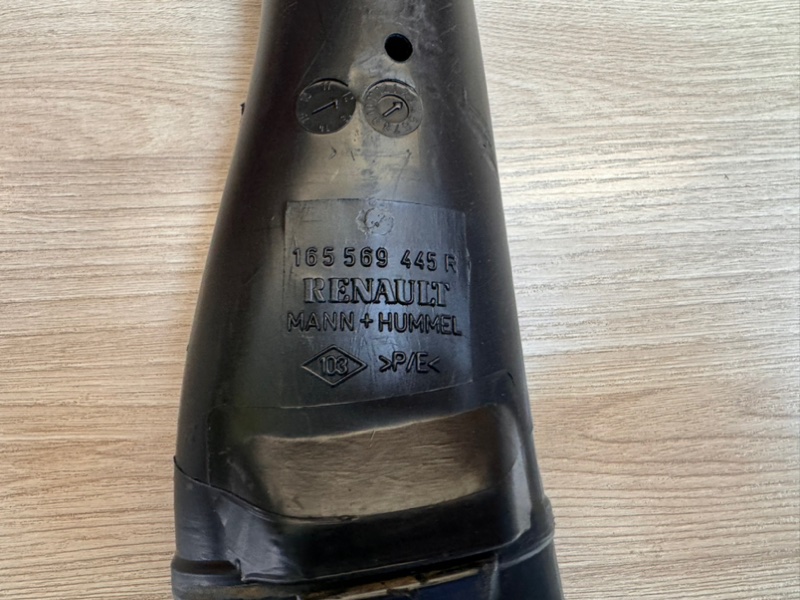 165 569 445 R
RENAULT
MANN+HUMMEL
103 >P/E<